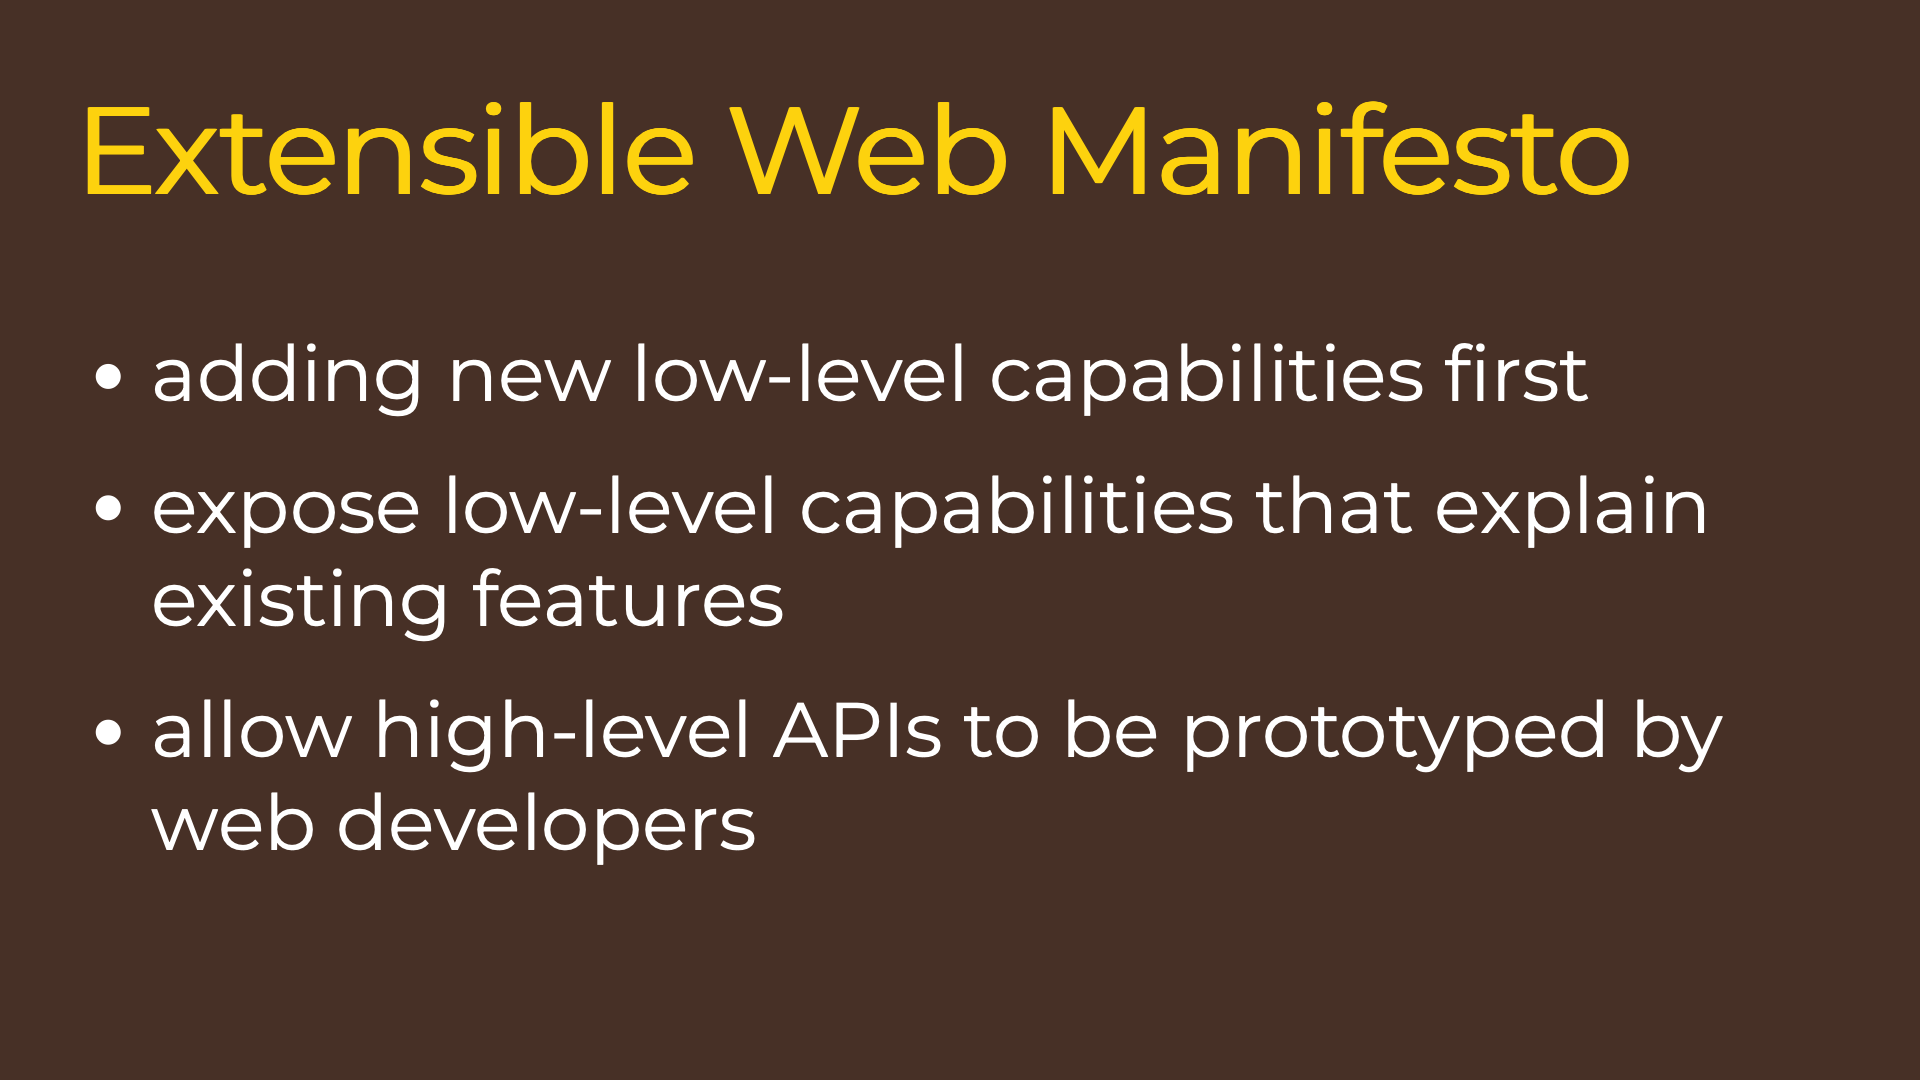 Extensible Web Manifesto
• adding new low-level capabilities first
• expose low-level capabilities that explain
existing features
• allow high-level APIs to be prototyped by
web developers